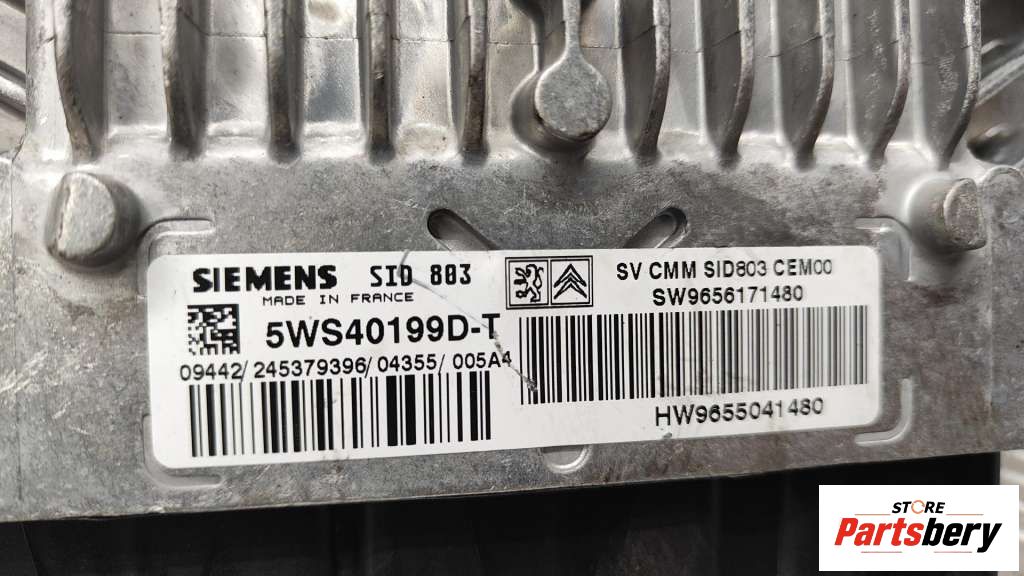 SIEMENS SID 803
MADE IN FRANCE
5WS40199D-T
09442/245379396/04355/005A4
SV CMM SID803 CEM00
SW9656171480
HW9655041480
STORE
Partsbery